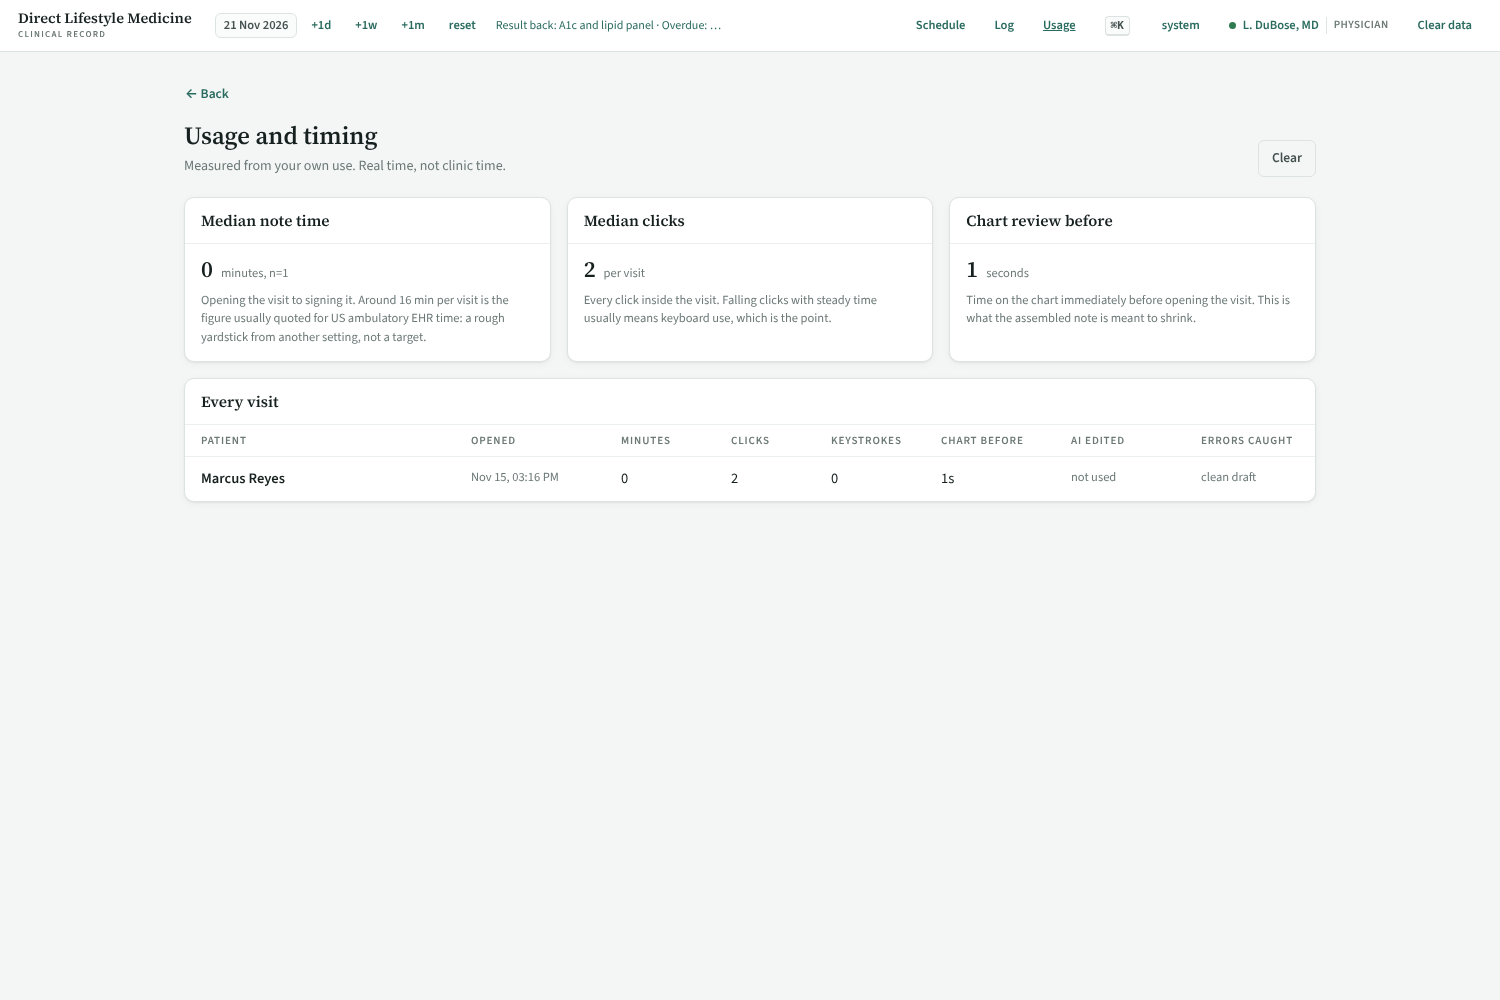 Direct Lifestyle Medicine
CLINICAL RECORD
21 Nov 2026 +1d +1w +1m reset Result back: A1c and lipid panel · Overdue: … Schedule Log Usage ⌘K system L. DuBose, MD PHYSICIAN Clear data
← Back
Usage and timing
Measured from your own use. Real time, not clinic time.
Clear
Median note time
0 minutes, n=1
Opening the visit to signing it. Around 16 min per visit is the
figure usually quoted for US ambulatory EHR time: a rough
yardstick from another setting, not a target.
Median clicks
2 per visit
Every click inside the visit. Falling clicks with steady time
usually means keyboard use, which is the point.
Chart review before
1 seconds
Time on the chart immediately before opening the visit. This is
what the assembled note is meant to shrink.
Every visit
PATIENT OPENED MINUTES CLICKS KEYSTROKES CHART BEFORE AI EDITED ERRORS CAUGHT
Marcus Reyes Nov 15, 03:16 PM 0 2 0 1s not used clean draft